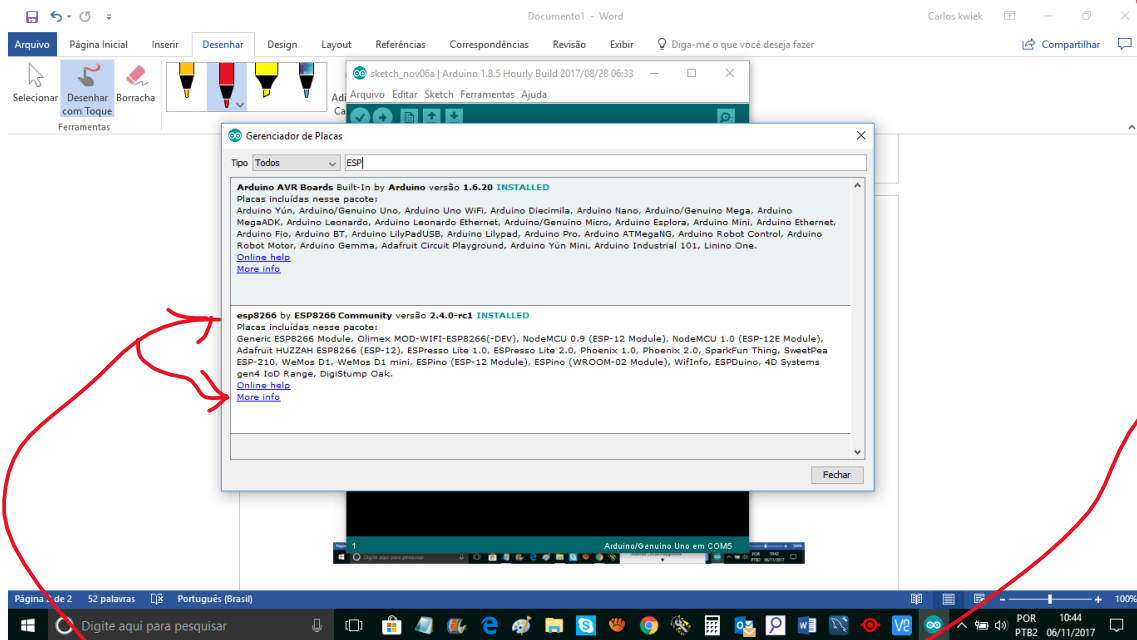 Documento1 - Word
Carlos kwiek
Arquivo Página Inicial Inserir Desenhar Design Layout Referências Correspondências Revisão Exibir Diga-me o que você deseja fazer Compartilhar
Selecionar Desenhar com Toque Borracha
Ferramentas
sketch_nov06a | Arduino 1.8.5 Hourly Build 2017/08/28 06:33
Arquivo Editar Sketch Ferramentas Ajuda
Gerenciador de Placas
Tipo Todos ESP
Arduino AVR Boards Built-In by Arduino versão 1.6.20 INSTALLED
Placas incluídas nesse pacote:
Arduino Yún, Arduino/Genuino Uno, Arduino Uno WiFi, Arduino Diecimila, Arduino Nano, Arduino/Genuino Mega, Arduino
MegaADK, Arduino Leonardo, Arduino Leonardo Ethernet, Arduino/Genuino Micro, Arduino Esplora, Arduino Mini, Arduino Ethernet,
Arduino Fio, Arduino BT, Arduino LilyPadUSB, Arduino Lilypad, Arduino Pro, Arduino ATMegaNG, Arduino Robot Control, Arduino
Robot Motor, Arduino Gemma, Adafruit Circuit Playground, Arduino Yún Mini, Arduino Industrial 101, Linino One.
Online help
More info
esp8266 by ESP8266 Community versão 2.4.0-rc1 INSTALLED
Placas incluídas nesse pacote:
Generic ESP8266 Module, Olimex MOD-WIFI-ESP8266(-DEV), NodeMCU 0.9 (ESP-12 Module), NodeMCU 1.0 (ESP-12E Module),
Adafruit HUZZAH ESP8266 (ESP-12), ESPresso Lite 1.0, ESPresso Lite 2.0, Phoenix 1.0, Phoenix 2.0, SparkFun Thing, SweetPea
ESP-210, WeMos D1, WeMos D1 mini, ESPino (ESP-12 Module), ESPino (WROOM-02 Module), WifInfo, ESPDuino, 4D Systems
gen4 IoD Range, DigiStump Oak.
Online help
More info
Fechar
1 Arduino/Genuino Uno em COM5
Página 2 de 2 52 palavras Português (Brasil) 100%
Digite aqui para pesquisar
POR 10:44
PTB2 06/11/2017